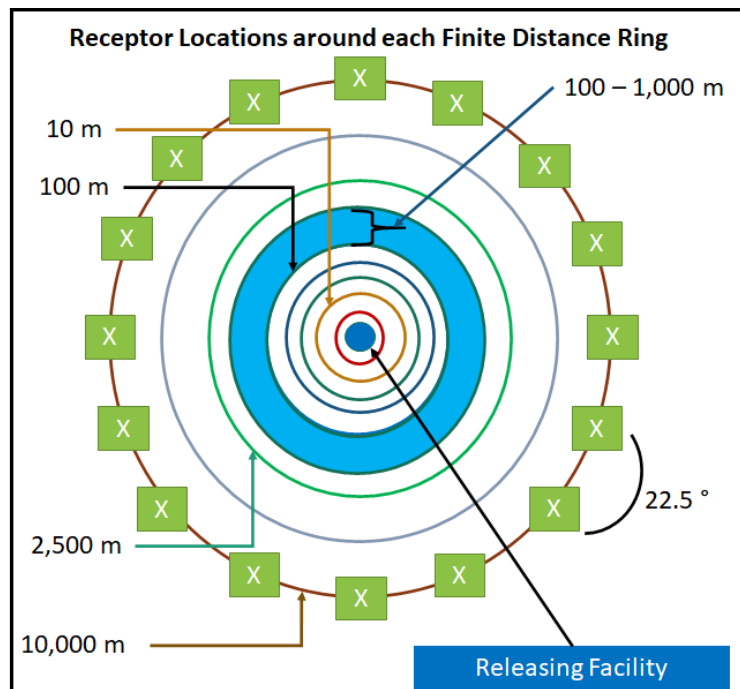 Receptor Locations around each Finite Distance Ring
X
100 – 1,000 m
X
X
10 m
X
X
100 m
X
X
X
X
X
X
22.5 °
X
X
2,500 m
X
X
X
10,000 m
Releasing Facility